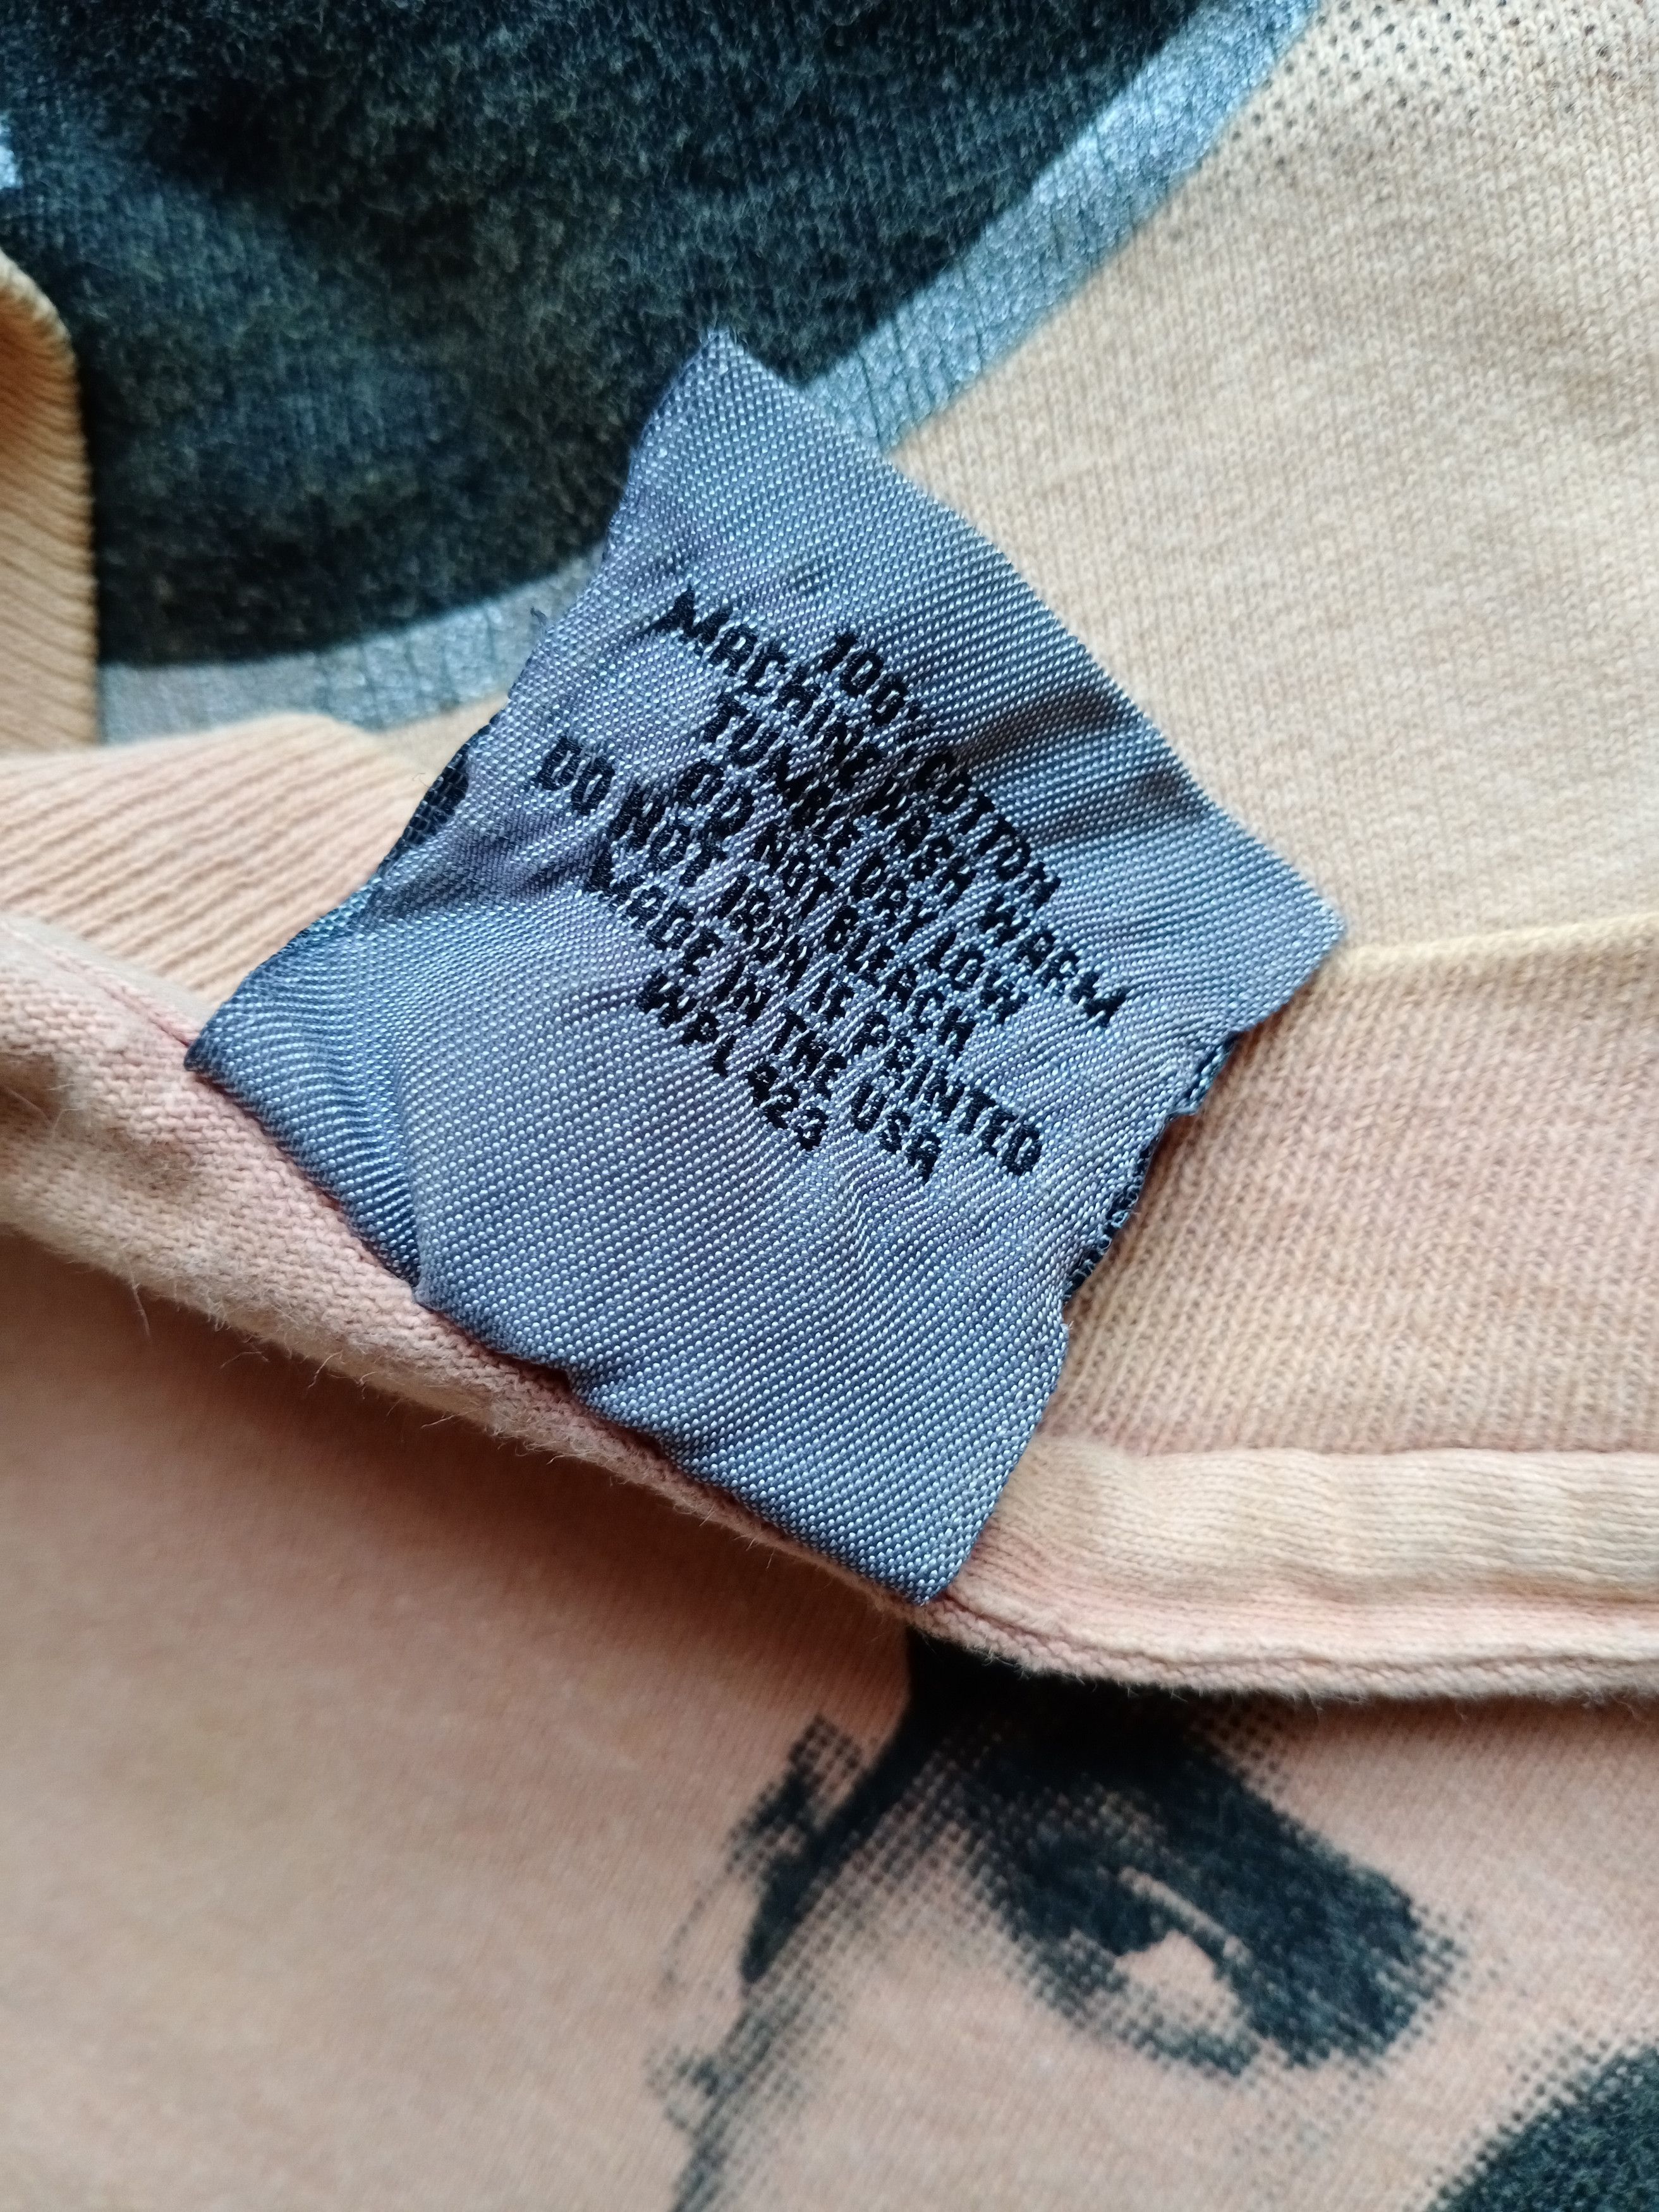 100% COTTON
MACHINE WASH WARM
TUMBLE DRY LOW
DO NOT BLEACH
DO NOT IRON IF PRINTED
MADE IN THE USA
WPL 423